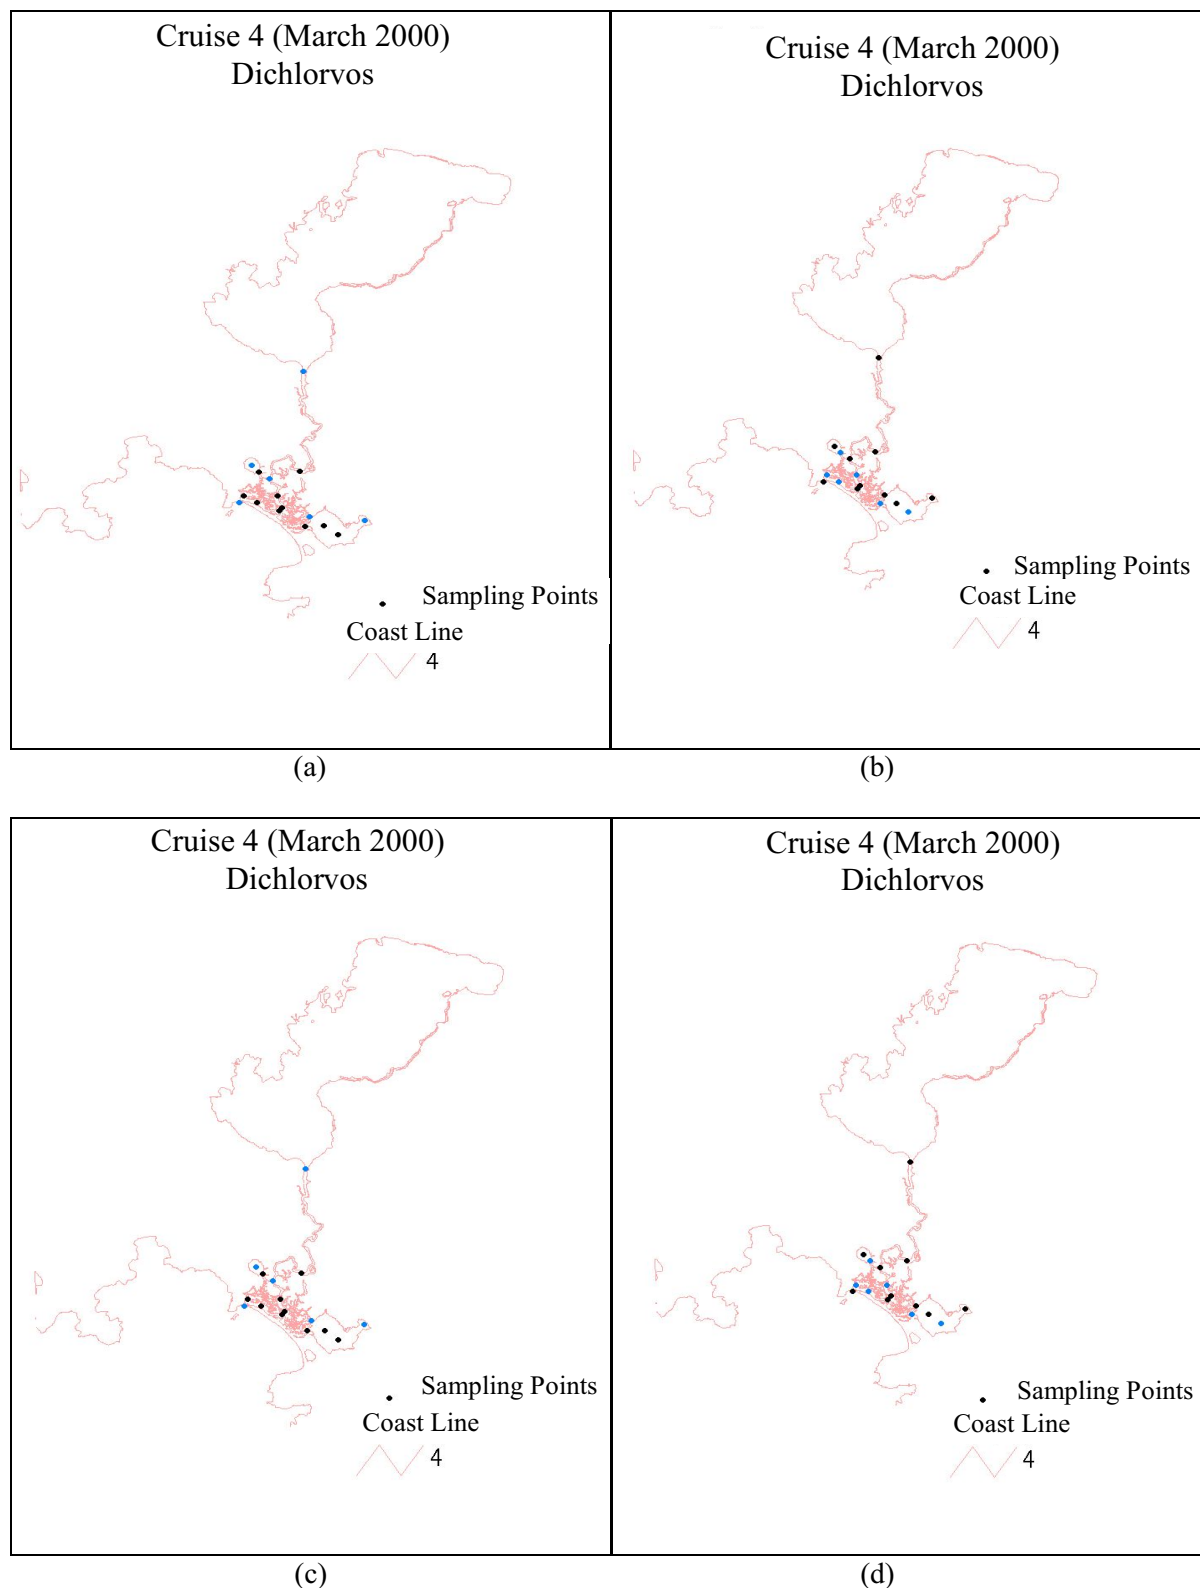 Cruise 4 (March 2000)
Dichlorvos
Sampling Points
Coast Line
4
(a)
Cruise 4 (March 2000)
Dichlorvos
Sampling Points
Coast Line
4
(b)
Cruise 4 (March 2000)
Dichlorvos
Sampling Points
Coast Line
4
(c)
Cruise 4 (March 2000)
Dichlorvos
Sampling Points
Coast Line
4
(d)